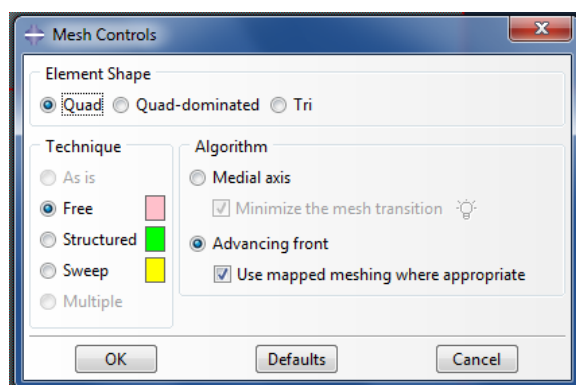 Mesh Controls
Element Shape
Quad Quad-dominated Tri
Technique
As is
Free
Structured
Sweep
Multiple
Algorithm
Medial axis
Minimize the mesh transition
Advancing front
Use mapped meshing where appropriate
OK Defaults Cancel